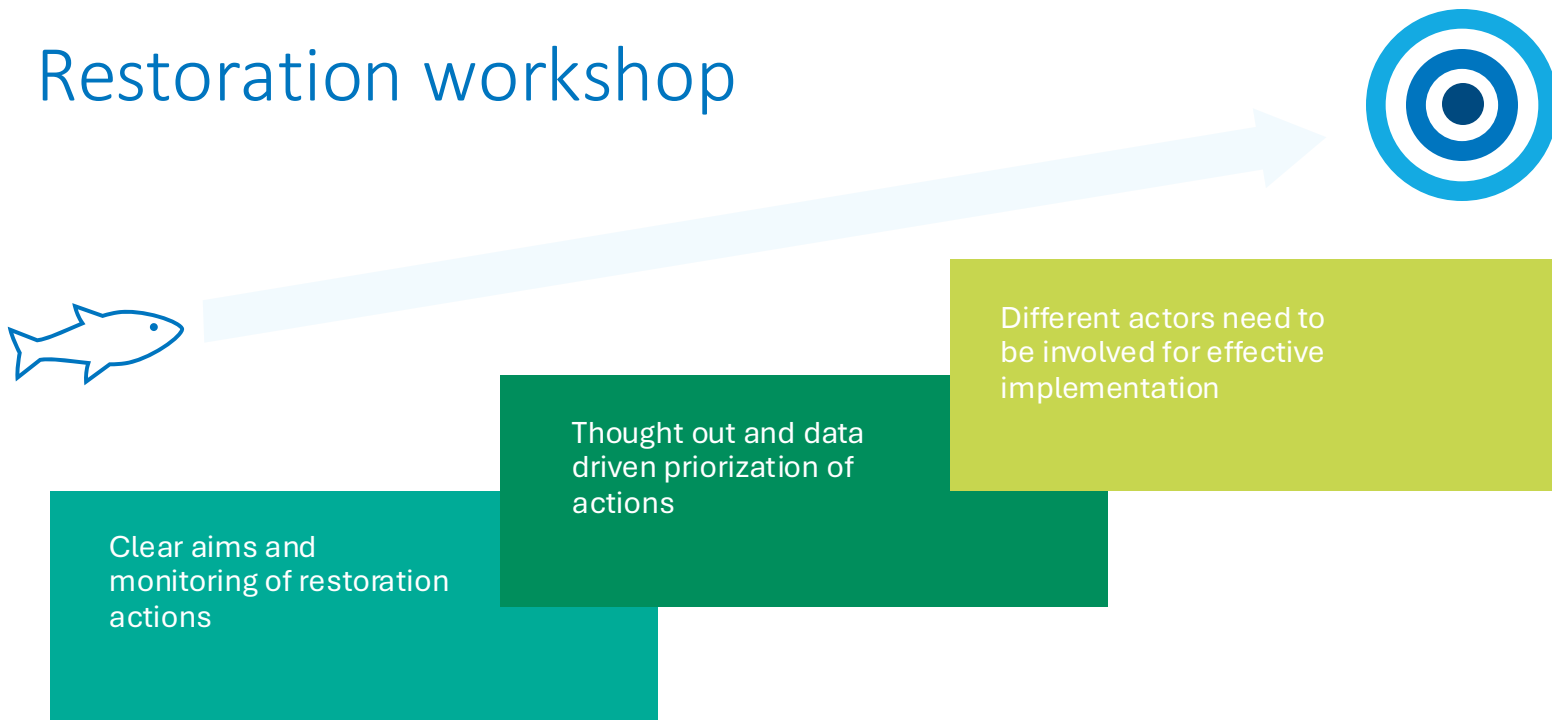 Restoration workshop
Different actors need to
be involved for effective
implementation
Thought out and data
driven priorization of
actions
Clear aims and
monitoring of restoration
actions